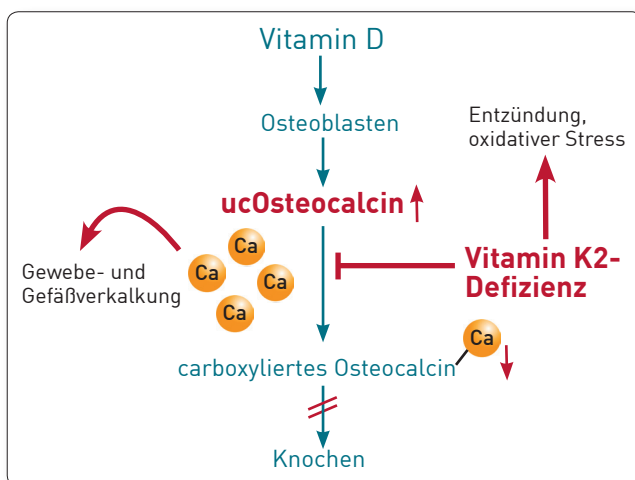 Vitamin D
Osteoblasten
Entzündung,
oxidativer Stress
ucOsteocalcin
Ca
Ca
Ca
Ca
Gewebe- und
Gefäßverkalkung
Vitamin K2-
Defizienz
Ca
carboxyliertes Osteocalcin
Knochen